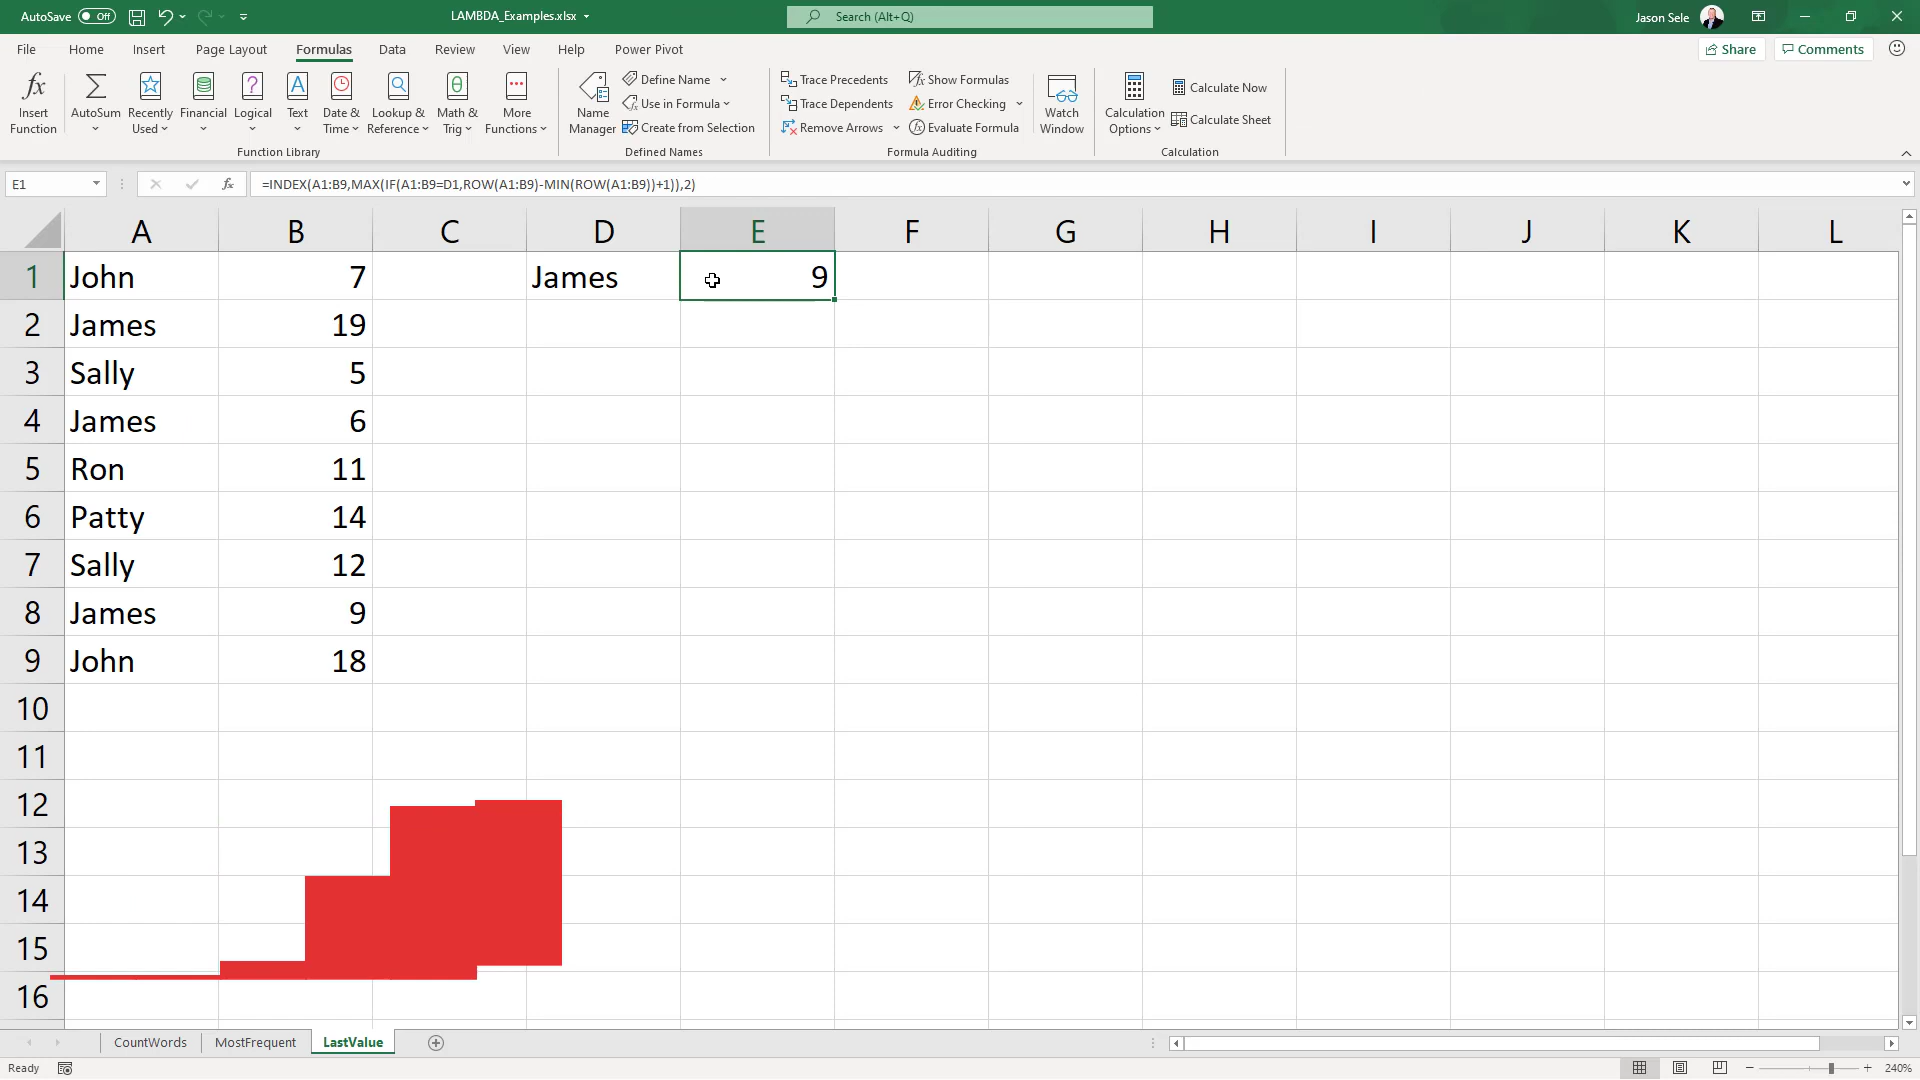 AutoSave Off LAMBDA_Examples.xlsx Search (Alt+Q) Jason Sele
File Home Insert Page Layout Formulas Data Review View Help Power Pivot Share Comments
Insert Function
AutoSum
Recently Used
Financial
Logical
Text
Date & Time
Lookup & Reference
Math & Trig
More Functions
Function Library
Name Manager
Define Name
Use in Formula
Create from Selection
Defined Names
Trace Precedents
Trace Dependents
Remove Arrows
Show Formulas
Error Checking
Evaluate Formula
Watch Window
Formula Auditing
Calculation Options
Calculate Now
Calculate Sheet
Calculation
E1 fx =INDEX(A1:B9,MAX(IF(A1:B9=D1,ROW(A1:B9)-MIN(ROW(A1:B9))+1)),2)
A B C D E F G H I J K L
1 John 7 James 9
2 James 19
3 Sally 5
4 James 6
5 Ron 11
6 Patty 14
7 Sally 12
8 James 9
9 John 18
10
11
12
13
14
15
16
CountWords MostFrequent LastValue
Ready 240%